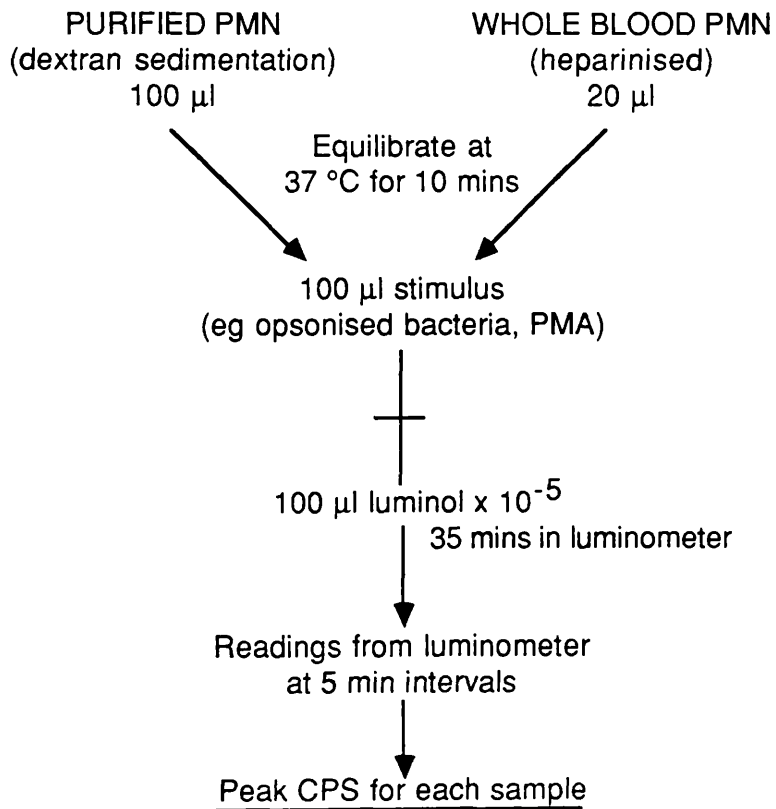 PURIFIED PMN
(dextran sedimentation)
100 µl
WHOLE BLOOD PMN
(heparinised)
20 µl
Equilibrate at
37 °C for 10 mins
100 µl stimulus
(eg opsonised bacteria, PMA)
100 µl luminol x 10⁻⁵
35 mins in luminometer
Readings from luminometer
at 5 min intervals
Peak CPS for each sample